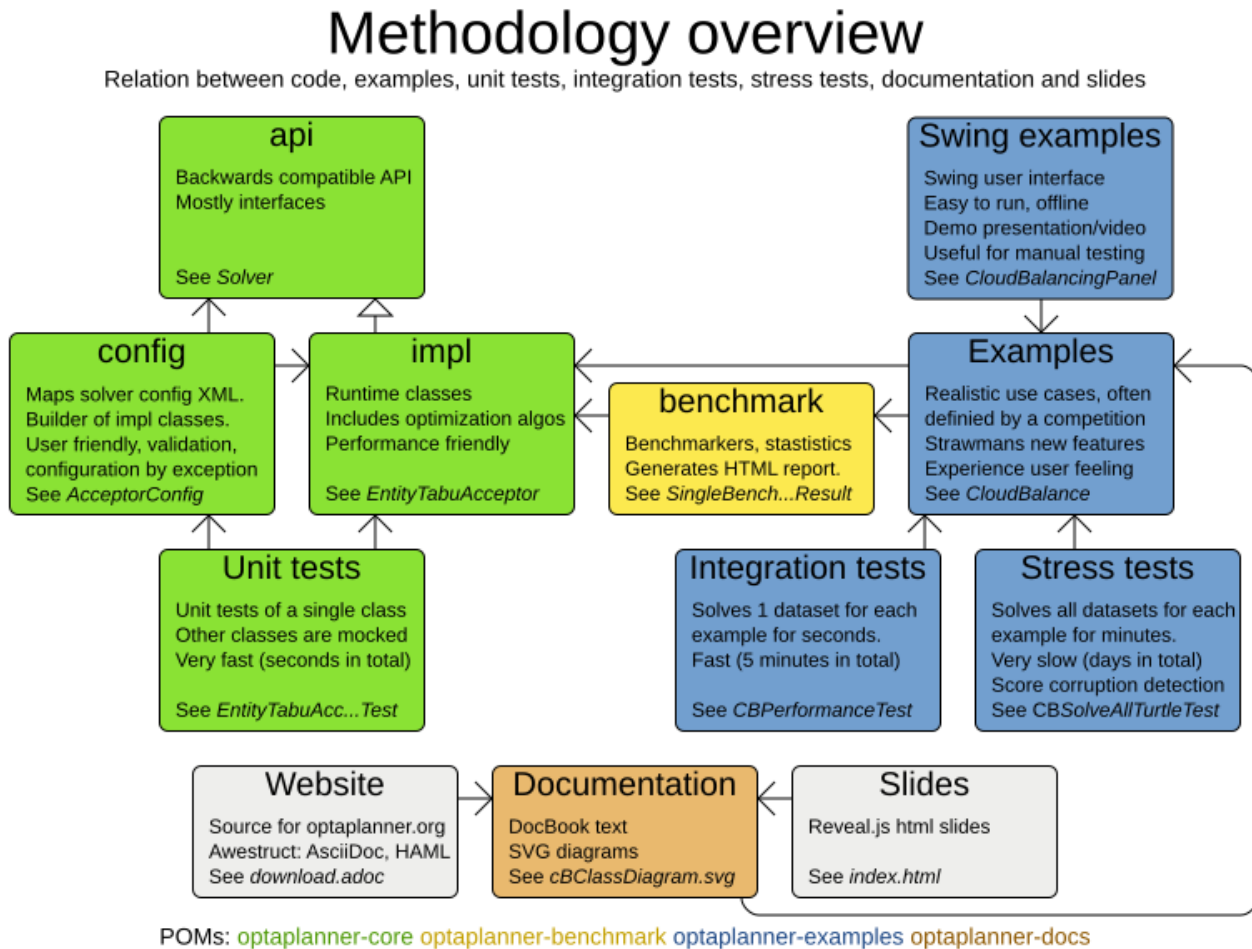 Methodology overview
Relation between code, examples, unit tests, integration tests, stress tests, documentation and slides
api
Backwards compatible API
Mostly interfaces
See Solver
Swing examples
Swing user interface
Easy to run, offline
Demo presentation/video
Useful for manual testing
See CloudBalancingPanel
config
Maps solver config XML.
Builder of impl classes.
User friendly, validation,
configuration by exception
See AcceptorConfig
impl
Runtime classes
Includes optimization algos
Performance friendly
See EntityTabuAcceptor
benchmark
Benchmarkers, stastistics
Generates HTML report.
See SingleBench...Result
Examples
Realistic use cases, often
definied by a competition
Strawmans new features
Experience user feeling
See CloudBalance
Unit tests
Unit tests of a single class
Other classes are mocked
Very fast (seconds in total)
See EntityTabuAcc...Test
Integration tests
Solves 1 dataset for each
example for seconds.
Fast (5 minutes in total)
See CBPerformanceTest
Stress tests
Solves all datasets for each
example for minutes.
Very slow (days in total)
Score corruption detection
See CBSolveAllTurtleTest
Website
Source for optaplanner.org
Awestruct: AsciiDoc, HAML
See download.adoc
Documentation
DocBook text
SVG diagrams
See cBClassDiagram.svg
Slides
Reveal.js html slides
See index.html
POMs: optaplanner-core optaplanner-benchmark optaplanner-examples optaplanner-docs